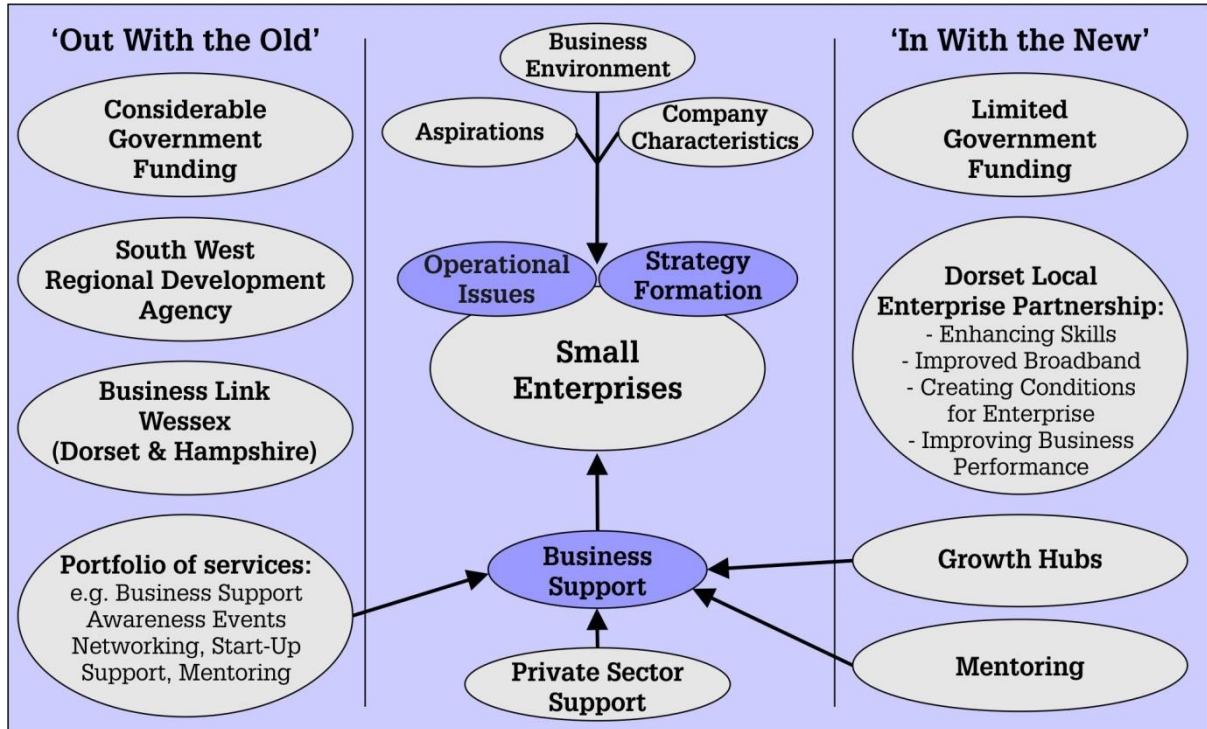 'Out With the Old'
Considerable
Government
Funding
South West
Regional Development
Agency
Business Link
Wessex
(Dorset & Hampshire)
Portfolio of services:
e.g. Business Support
Awareness Events
Networking, Start-Up
Support, Mentoring
Business
Environment
Aspirations
Company
Characteristics
Operational
Issues
Strategy
Formation
Small
Enterprises
Business
Support
Private Sector
Support
'In With the New'
Limited
Government
Funding
Dorset Local
Enterprise Partnership:
- Enhancing Skills
- Improved Broadband
- Creating Conditions
for Enterprise
- Improving Business
Performance
Growth Hubs
Mentoring